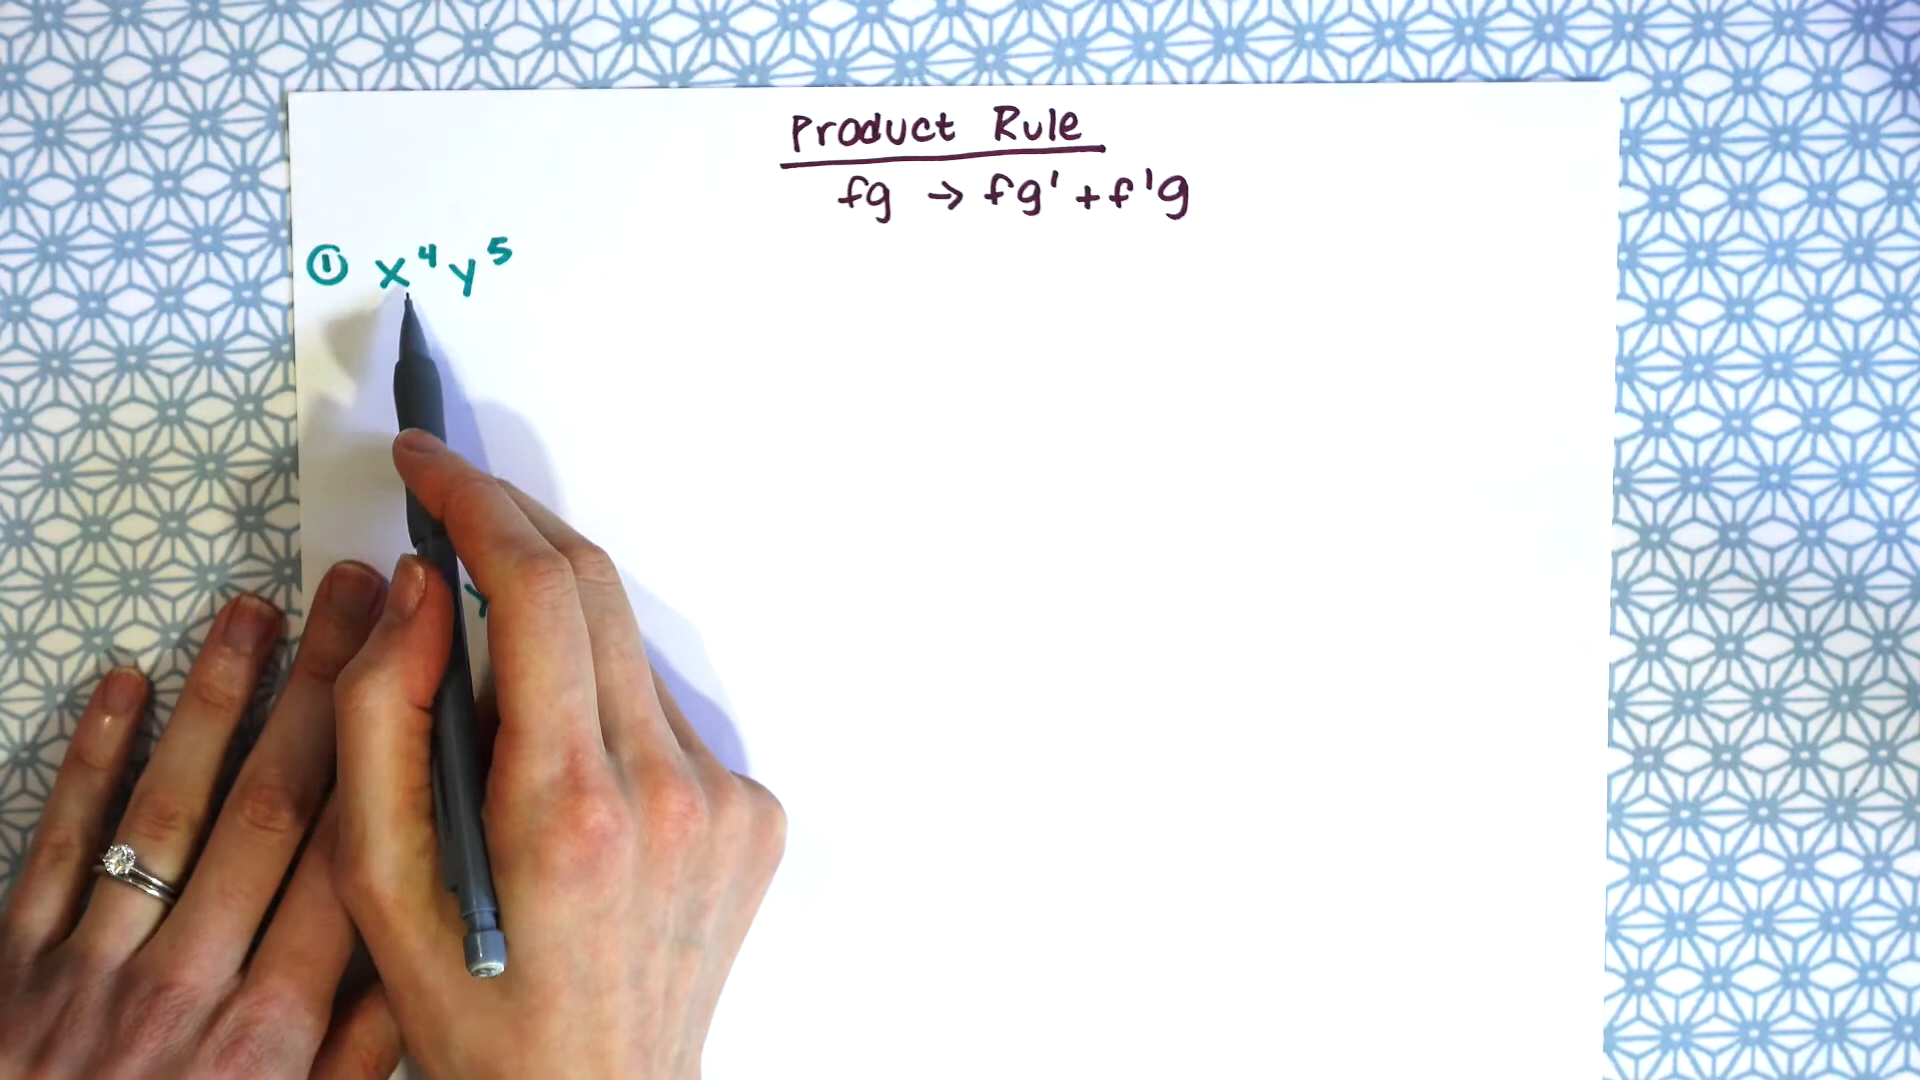 Product Rule
fg → fg' + f'g
① x⁴y⁵
y